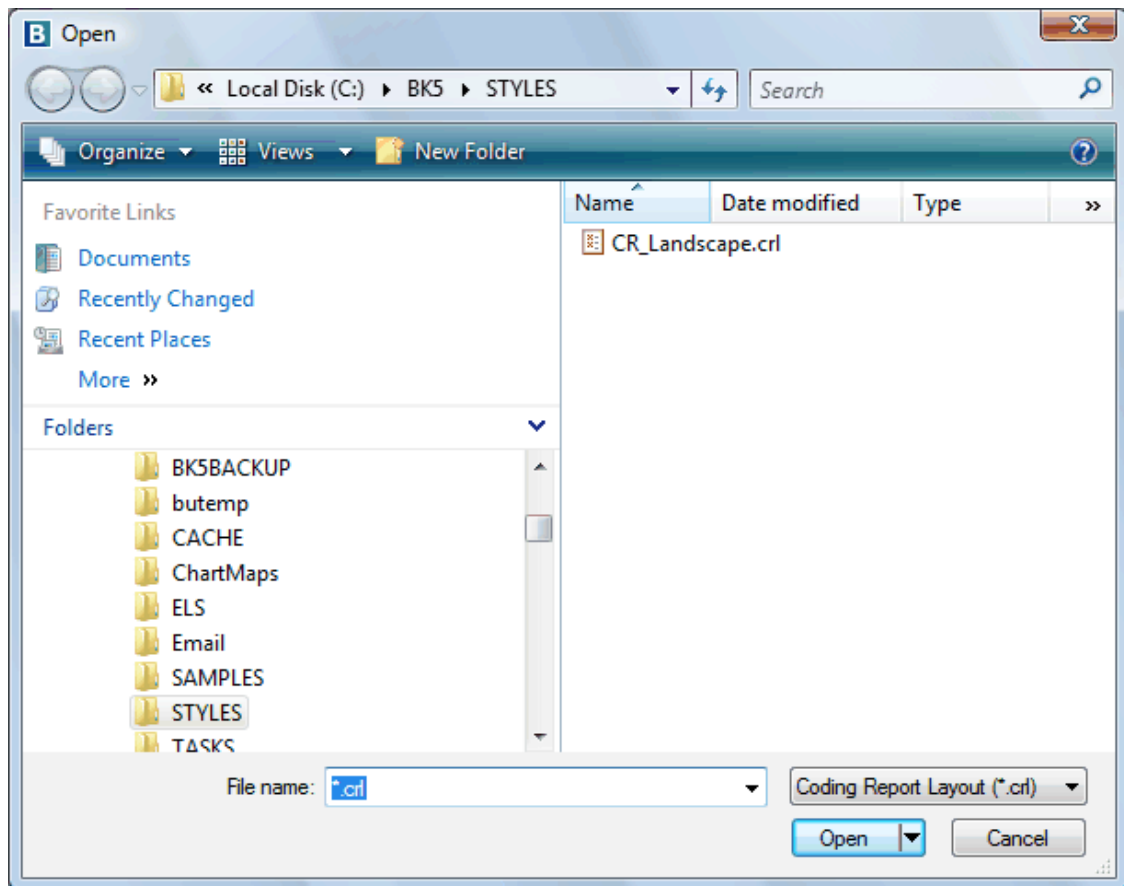 B Open
X
« Local Disk (C:) ▸ BK5 ▸ STYLES
Search
Organize
Views
New Folder
?
Favorite Links
Documents
Recently Changed
Recent Places
More »
Folders
BK5BACKUP
butemp
CACHE
ChartMaps
ELS
Email
SAMPLES
STYLES
TASKS
Name Date modified Type »
CR_Landscape.crl
File name: *.crl
Coding Report Layout (*.crl)
Open
Cancel